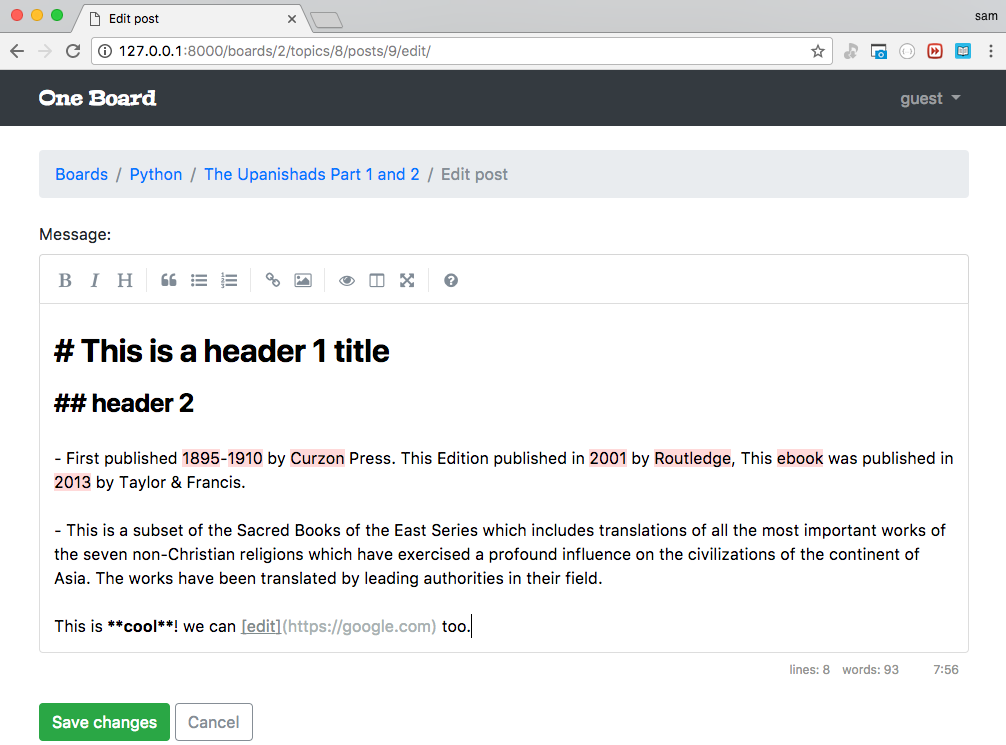 Edit post
sam
127.0.0.1:8000/boards/2/topics/8/posts/9/edit/
One Board
guest
Boards / Python / The Upanishads Part 1 and 2 / Edit post
Message:
B I H
# This is a header 1 title
## header 2
- First published 1895-1910 by Curzon Press. This Edition published in 2001 by Routledge, This ebook was published in
2013 by Taylor & Francis.
- This is a subset of the Sacred Books of the East Series which includes translations of all the most important works of
the seven non-Christian religions which have exercised a profound influence on the civilizations of the continent of
Asia. The works have been translated by leading authorities in their field.
This is **cool**! we can [edit](https://google.com) too.
lines: 8 words: 93 7:56
Save changes Cancel